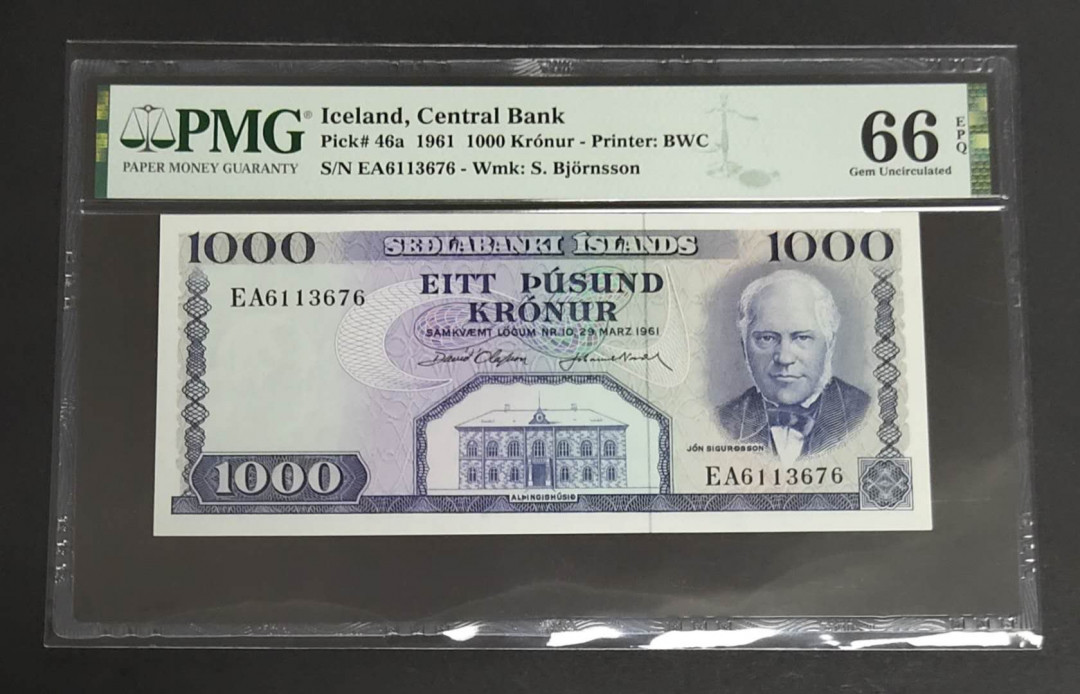 PMG®
PAPER MONEY GUARANTY
Iceland, Central Bank
Pick# 46a 1961 1000 Krónur - Printer: BWC
S/N EA6113676 - Wmk: S. Björnsson
66
EPQ
Gem Uncirculated
1000 SEÐLABANKI ÍSLANDS 1000
EA6113676
EITT ÞÚSUND
KRÓNUR
SAMKVÆMT LÖGUM NR. 10, 29. MARZ 1961
JÓN SIGURÐSSON
1000
EA6113676
ALÞINGISHÚSIÐ